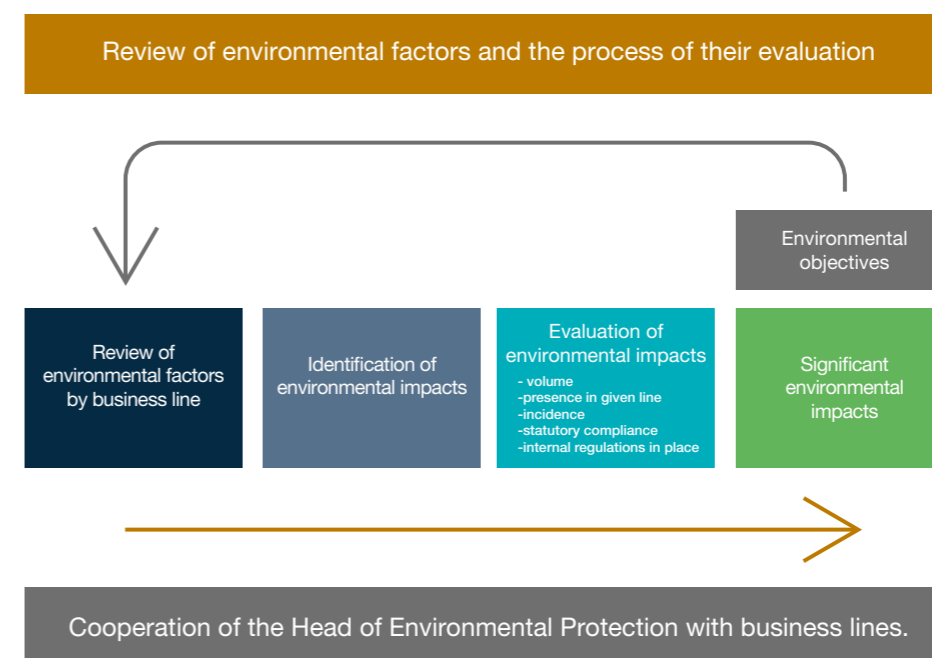 Review of environmental factors and the process of their evaluation
Environmental
objectives
Review of
environmental factors
by business line
Identification of
environmental impacts
Evaluation of
environmental impacts
- volume
-presence in given line
-incidence
-statutory compliance
-internal regulations in place
Significant
environmental
impacts
Cooperation of the Head of Environmental Protection with business lines.